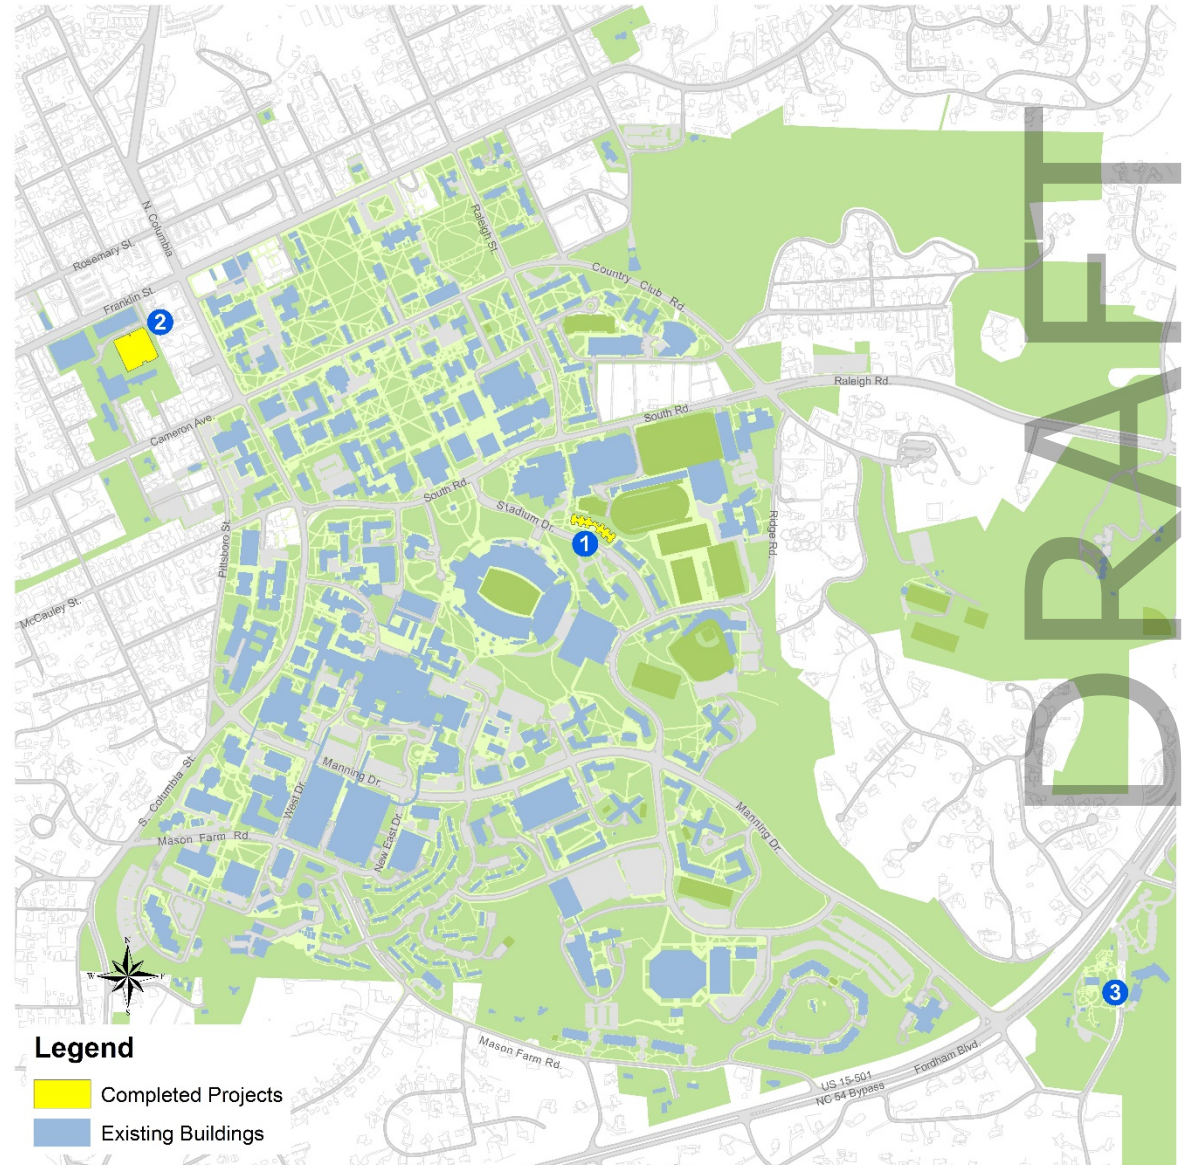 DRAFT
N. Columbia
Rosemary St.
Franklin St.
2
Raleigh St.
Country Club Rd.
Raleigh Rd.
South Rd.
Cameron Ave.
South Rd.
Stadium Dr.
1
Ridge Rd.
Pittsboro St.
McCauley St.
S. Columbia St.
Manning Dr.
West Dr.
New East Dr.
Mason Farm Rd
Manning Dr.
N
W
E
S
3
Mason Farm Rd.
Fordham Blvd.
US 15-501
NC 54 Bypass
Legend
Completed Projects
Existing Buildings